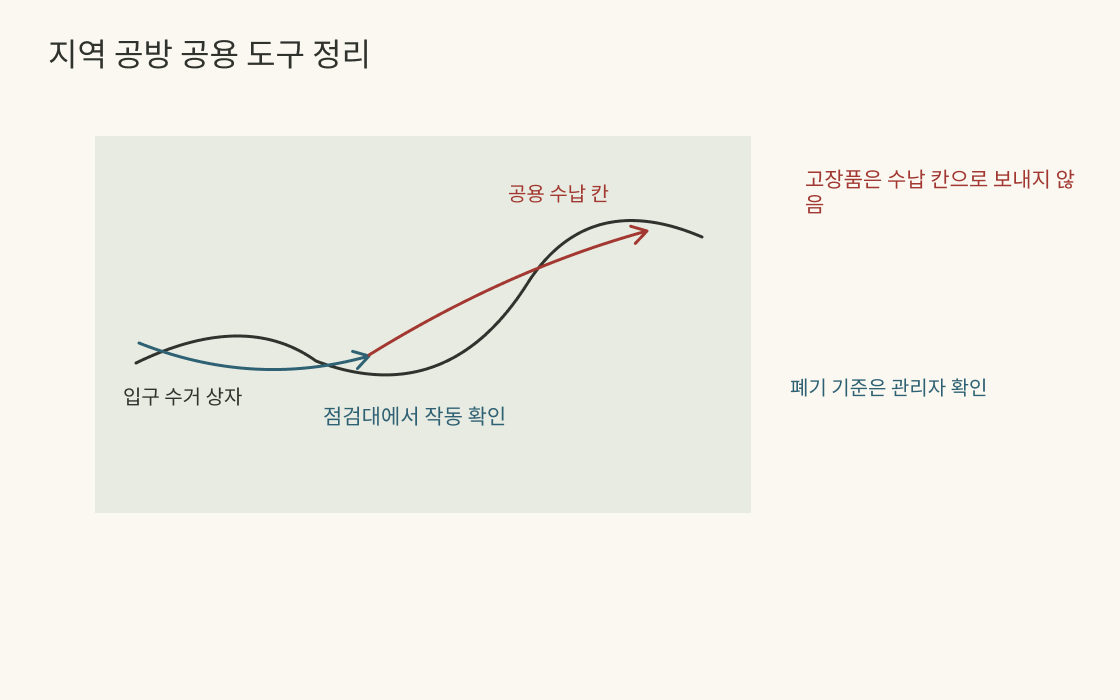 지역 공방 공용 도구 정리
공용 수납 칸
고장품은 수납 칸으로 보내지 않
음
입구 수거 상자
점검대에서 작동 확인
폐기 기준은 관리자 확인